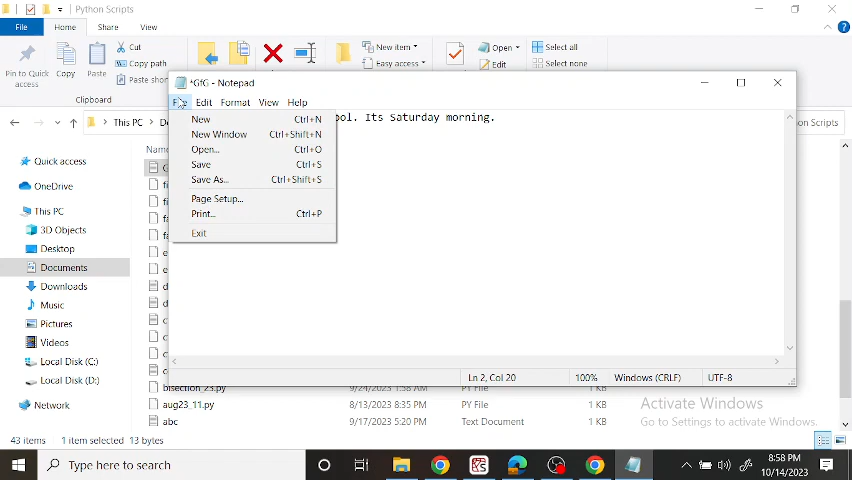 Python Scripts
File Home Share View
Pin to Quick access
Copy
Paste
Cut
Copy path
Paste shor
New item
Easy access
Open
Edit
Select all
Select none
Clipboard
This PC
on Scripts
*GfG - Notepad
File Edit Format View Help
ool. Its Saturday morning.
New Ctrl+N
New Window Ctrl+Shift+N
Open... Ctrl+O
Save Ctrl+S
Save As... Ctrl+Shift+S
Page Setup...
Print... Ctrl+P
Exit
Ln 2, Col 20 100% Windows (CRLF) UTF-8
Quick access
OneDrive
This PC
3D Objects
Desktop
Documents
Downloads
Music
Pictures
Videos
Local Disk (C:)
Local Disk (D:)
Network
Nam
bisection_23.py 9/24/2023 1:58 AM PY File 1 KB
aug23_11.py 8/13/2023 8:35 PM PY File 1 KB
abc 9/17/2023 5:20 PM Text Document 1 KB
Activate Windows
Go to Settings to activate Windows.
43 items 1 item selected 13 bytes
Type here to search
8:58 PM
10/14/2023